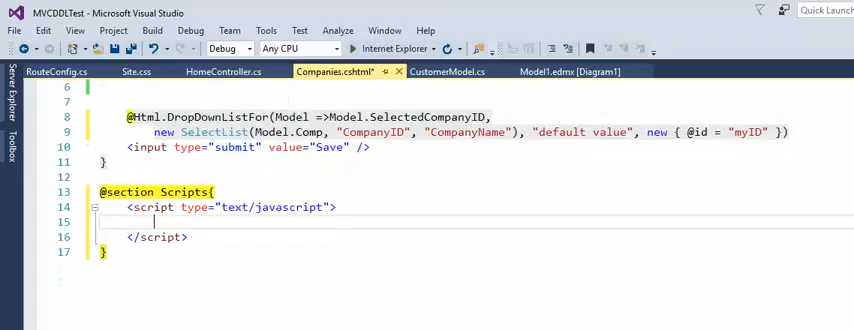 MVCDDLTest - Microsoft Visual Studio
Quick Launch
File Edit View Project Build Debug Team Tools Test Analyze Window Help
Debug Any CPU Internet Explorer
Server Explorer
Toolbox
RouteConfig.cs Site.css HomeController.cs Companies.cshtml* CustomerModel.cs Model1.edmx [Diagram1]
6
7
8 @Html.DropDownListFor(Model =>Model.SelectedCompanyID,
9 new SelectList(Model.Comp, "CompanyID", "CompanyName"), "default value", new { @id = "myID" })
10 <input type="submit" value="Save" />
11 }
12
13 @section Scripts{
14 <script type="text/javascript">
15
16 </script>
17 }